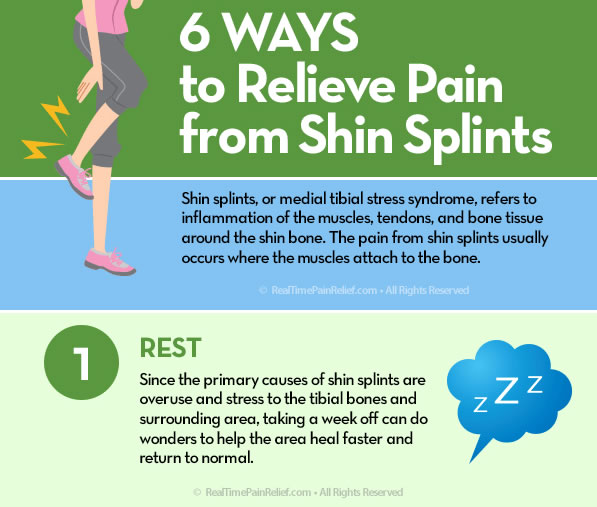 6 WAYS
to Relieve Pain
from Shin Splints
Shin splints, or medial tibial stress syndrome, refers to
inflammation of the muscles, tendons, and bone tissue
around the shin bone. The pain from shin splints usually
occurs where the muscles attach to the bone.
© RealTimePainRelief.com • All Rights Reserved
1
REST
Since the primary causes of shin splints are
overuse and stress to the tibial bones and
surrounding area, taking a week off can do
wonders to help the area heal faster and
return to normal.
z Z z
© RealTimePainRelief.com • All Rights Reserved